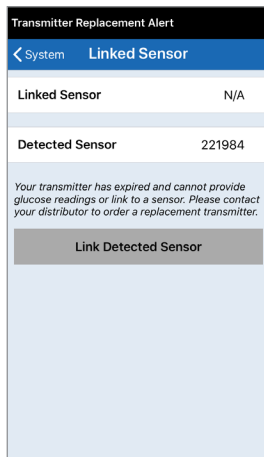 Transmitter Replacement Alert
System Linked Sensor
Linked Sensor N/A
Detected Sensor 221984
Your transmitter has expired and cannot provide
glucose readings or link to a sensor. Please contact
your distributor to order a replacement transmitter.
Link Detected Sensor